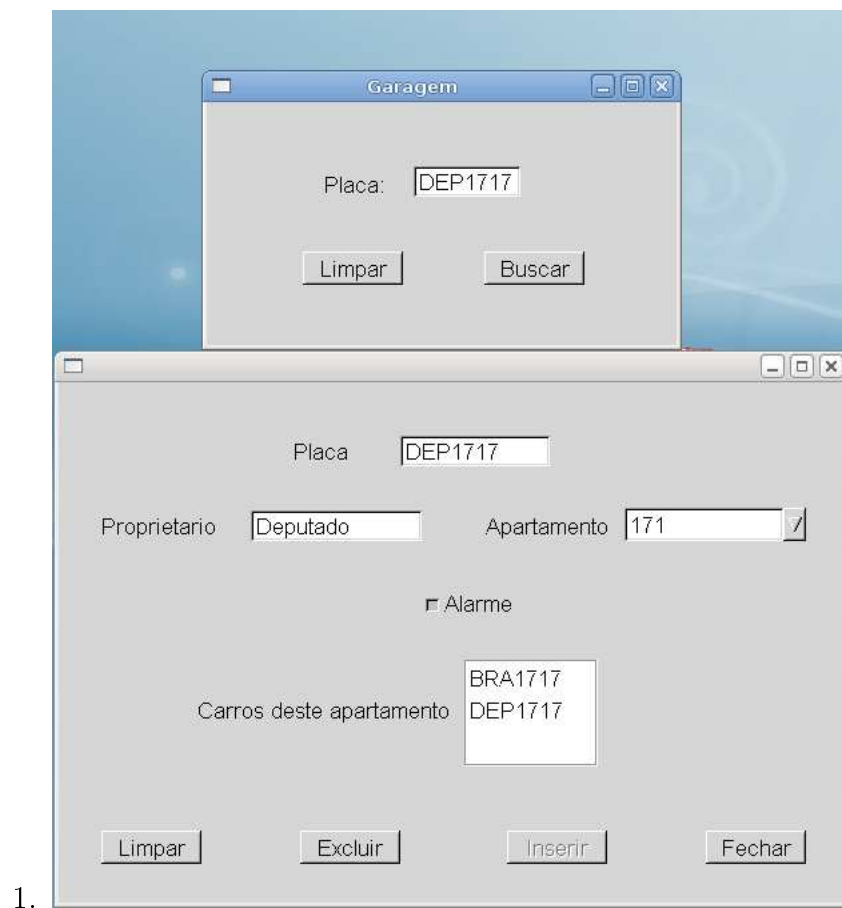 Garagem
Placa: DEP1717
Limpar Buscar
Placa DEP1717
Proprietario Deputado Apartamento 171
Alarme
BRA1717
Carros deste apartamento DEP1717
Limpar Excluir Inserir Fechar
1.